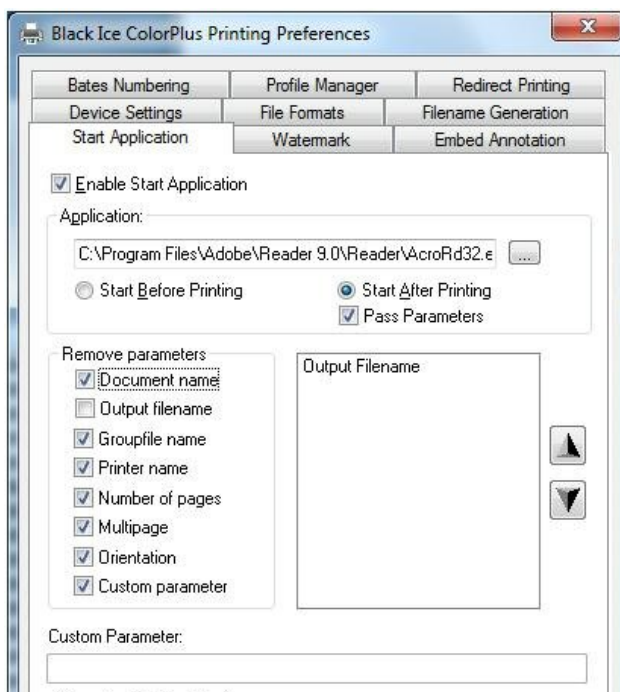 Black Ice ColorPlus Printing Preferences
Bates Numbering Profile Manager Redirect Printing
Device Settings File Formats Filename Generation
Start Application Watermark Embed Annotation
Enable Start Application
Application:
C:\Program Files\Adobe\Reader 9.0\Reader\AcroRd32.e ...
Start Before Printing Start After Printing
Pass Parameters
Remove parameters
Document name
Output filename
Groupfile name
Printer name
Number of pages
Multipage
Orientation
Custom parameter
Output Filename
Custom Parameter: